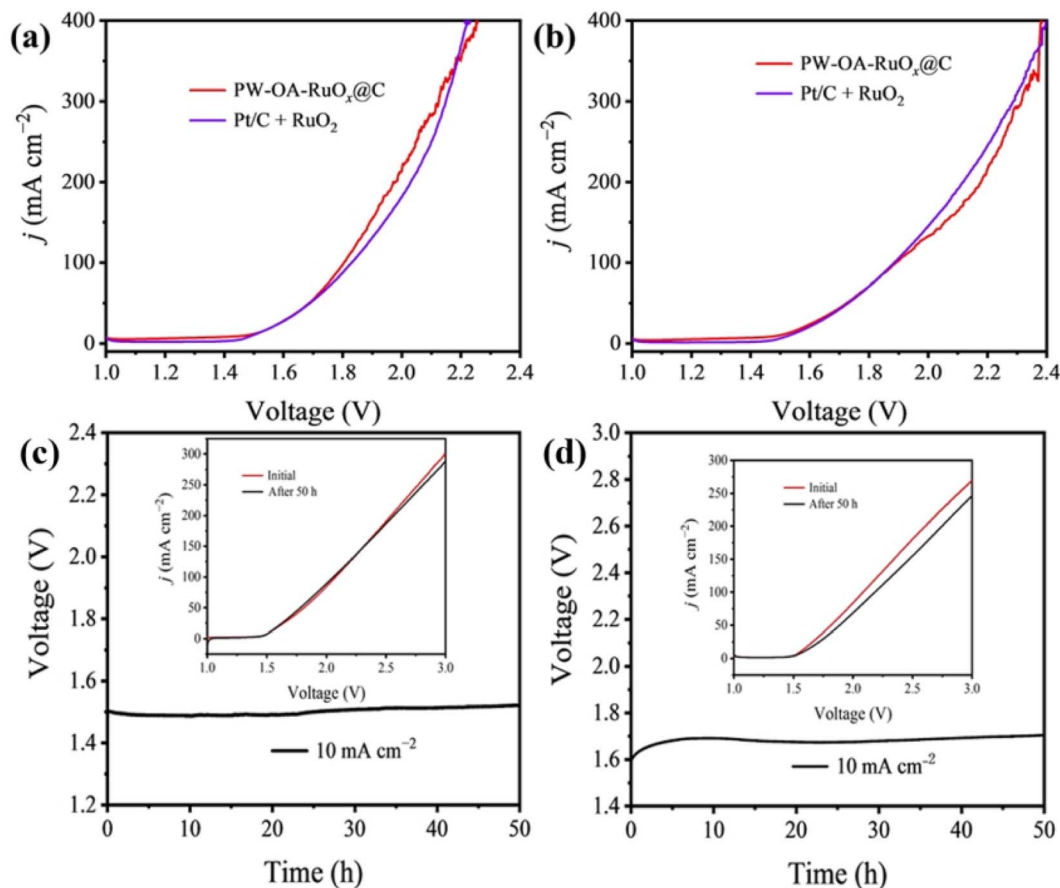 (a)
400
300
200
100
0
j (mA cm⁻²)
PW-OA-RuOₓ@C
Pt/C + RuO₂
1.0 1.2 1.4 1.6 1.8 2.0 2.2 2.4
Voltage (V)
(b)
400
300
200
100
0
j (mA cm⁻²)
PW-OA-RuOₓ@C
Pt/C + RuO₂
1.0 1.2 1.4 1.6 1.8 2.0 2.2 2.4
Voltage (V)
(c)
2.4
2.2
2.0
1.8
1.6
1.4
1.2
Voltage (V)
300
250
200
150
100
50
0
j (mA cm⁻²)
Initial
After 50 h
1.0 1.5 2.0 2.5 3.0
Voltage (V)
10 mA cm⁻²
0 10 20 30 40 50
Time (h)
(d)
3.0
2.8
2.6
2.4
2.2
2.0
1.8
1.6
1.4
Voltage (V)
300
250
200
150
100
50
0
j (mA cm⁻²)
Initial
After 50 h
1.0 1.5 2.0 2.5 3.0
Voltage (V)
10 mA cm⁻²
0 10 20 30 40 50
Time (h)